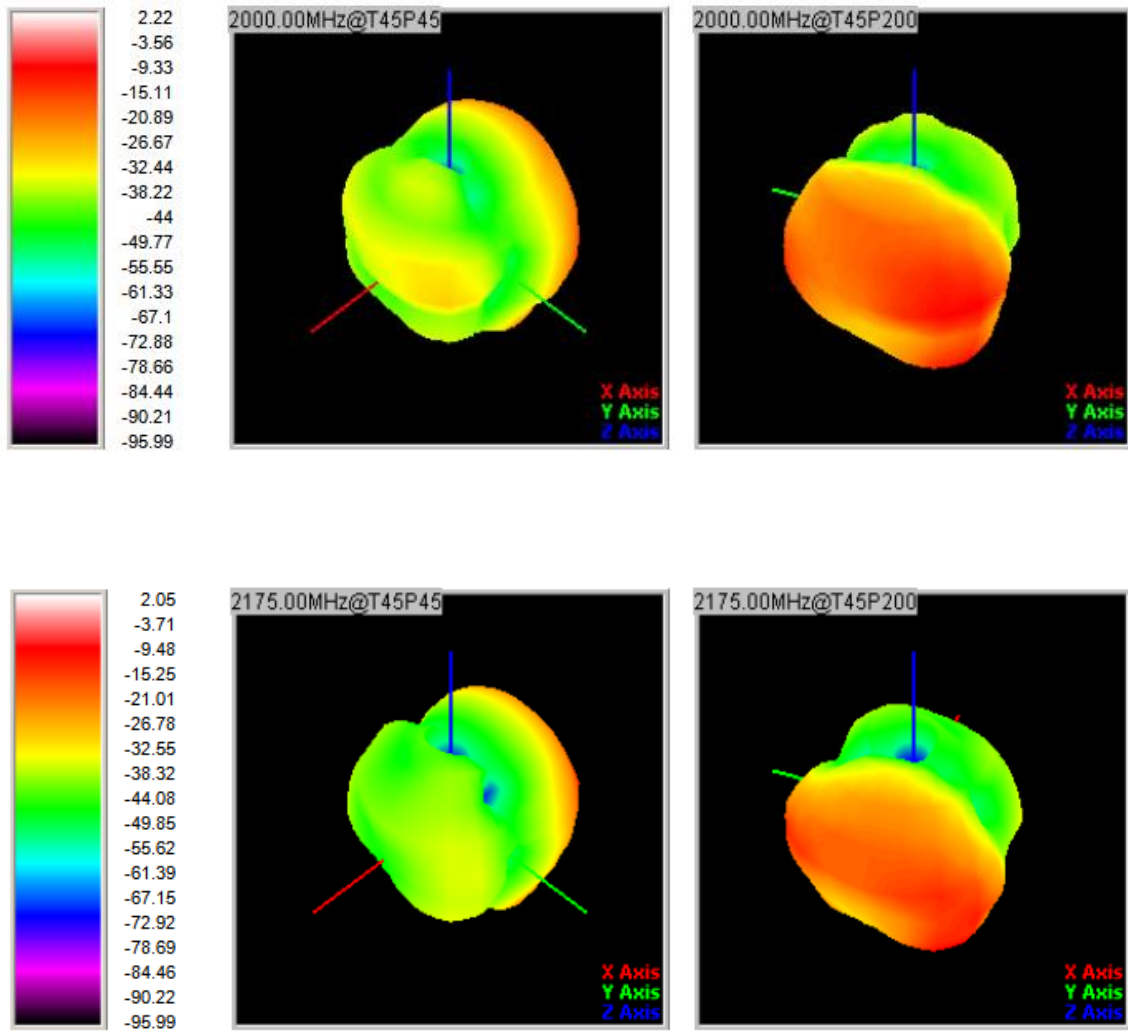 2.22
-3.56
-9.33
-15.11
-20.89
-26.67
-32.44
-38.22
-44
-49.77
-55.55
-61.33
-67.1
-72.88
-78.66
-84.44
-90.21
-95.99
2000.00MHz@T45P45
X Axis
Y Axis
Z Axis
2000.00MHz@T45P200
X Axis
Y Axis
Z Axis
2.05
-3.71
-9.48
-15.25
-21.01
-26.78
-32.55
-38.32
-44.08
-49.85
-55.62
-61.39
-67.15
-72.92
-78.69
-84.46
-90.22
-95.99
2175.00MHz@T45P45
X Axis
Y Axis
Z Axis
2175.00MHz@T45P200
X Axis
Y Axis
Z Axis